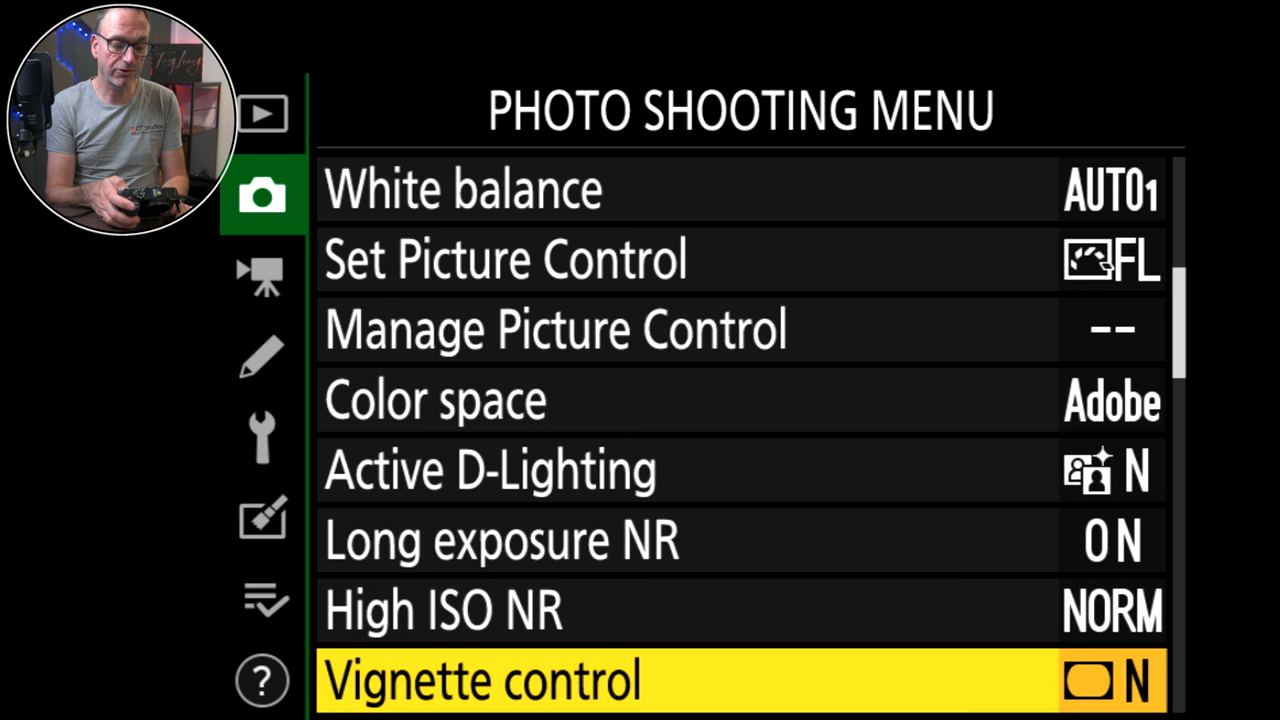 PHOTO SHOOTING MENU
White balance AUTO1
Set Picture Control FL
Manage Picture Control --
Color space Adobe
Active D-Lighting N
Long exposure NR ON
High ISO NR NORM
Vignette control N
?